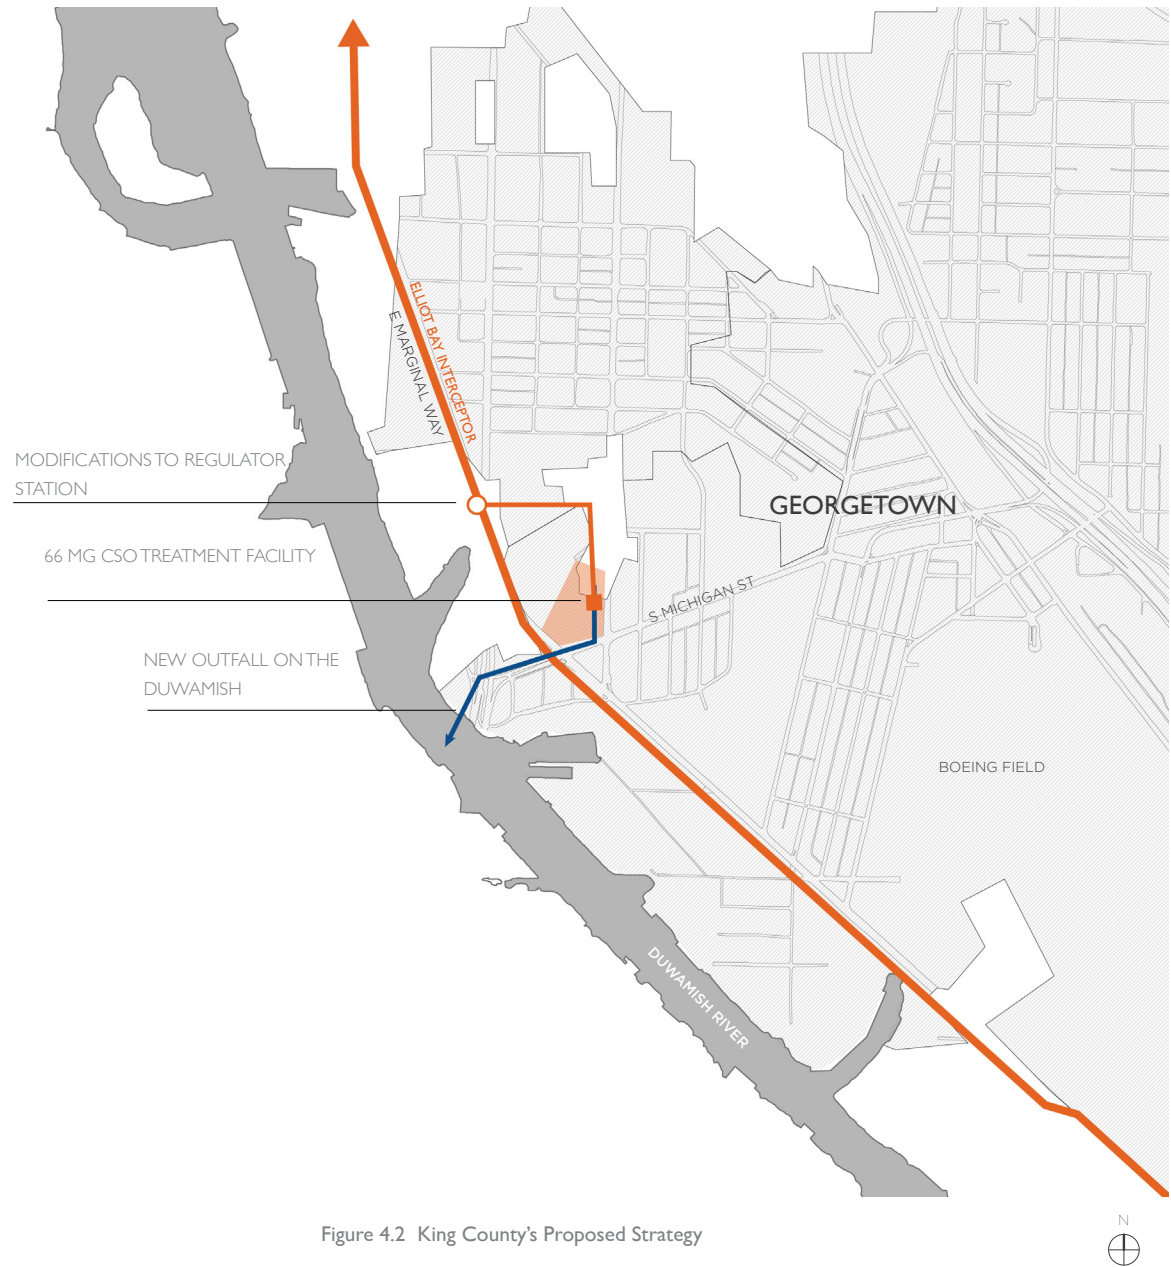 ELLIOT BAY INTERCEPTOR
E MARGINAL WAY
MODIFICATIONS TO REGULATOR
STATION
GEORGETOWN
66 MG CSO TREATMENT FACILITY
S MICHIGAN ST
NEW OUTFALL ON THE
DUWAMISH
BOEING FIELD
DUWAMISH RIVER
Figure 4.2 King County's Proposed Strategy
N